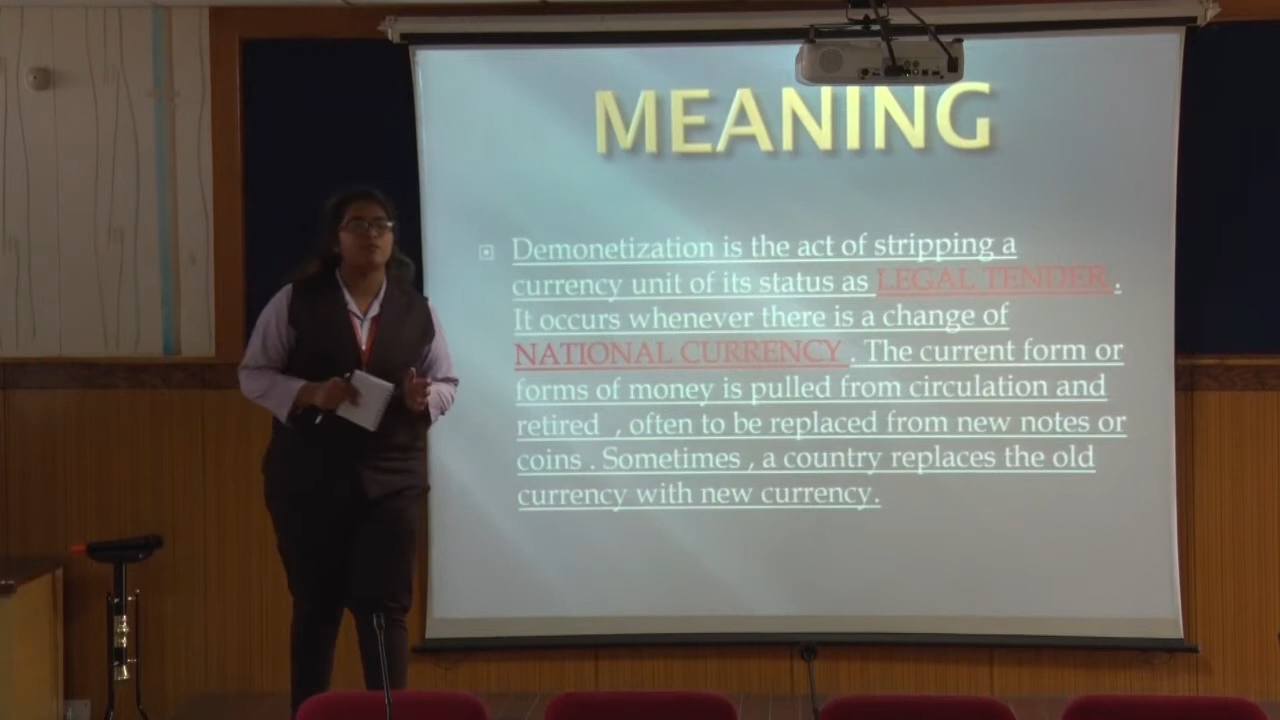 MEANING
Demonetization is the act of stripping a
currency unit of its status as LEGAL TENDER .
It occurs whenever there is a change of
NATIONAL CURRENCY . The current form or
forms of money is pulled from circulation and
retired , often to be replaced from new notes or
coins . Sometimes , a country replaces the old
currency with new currency.